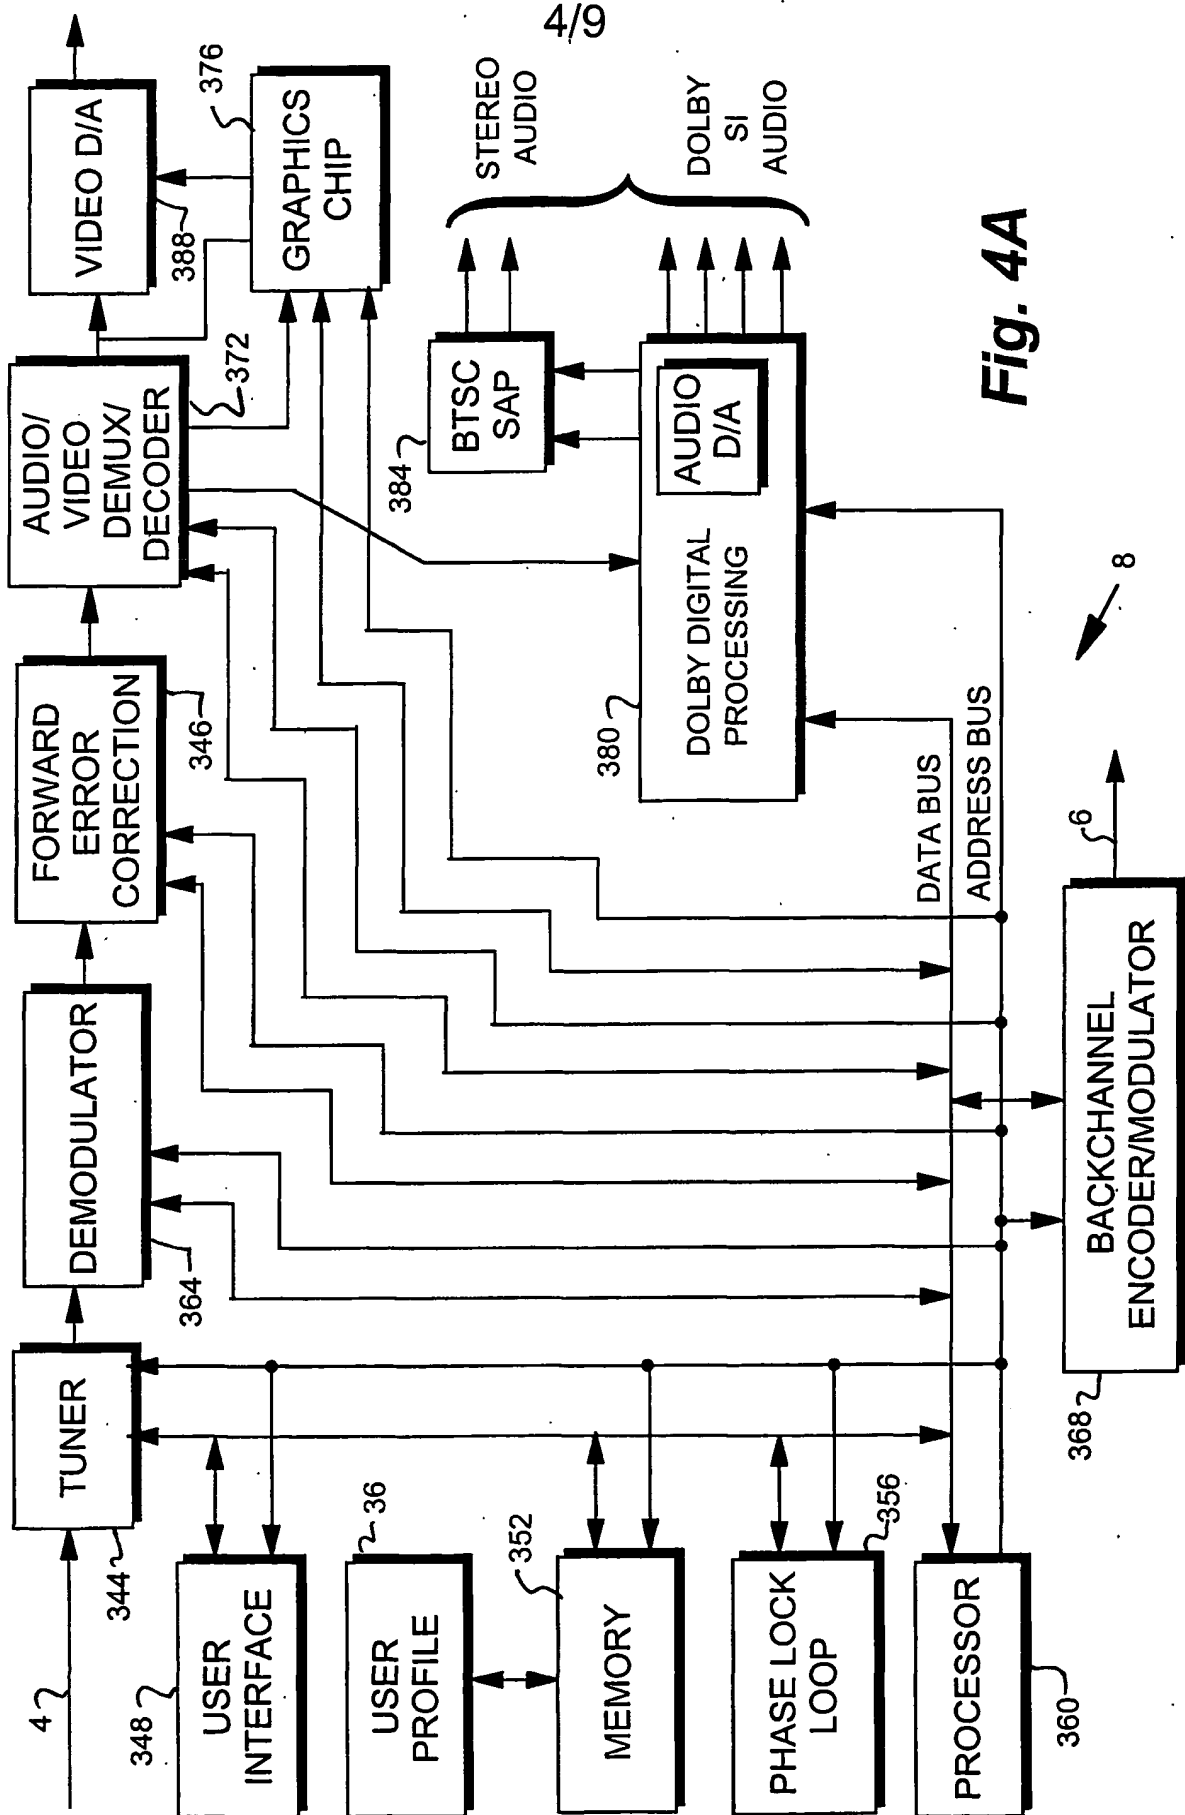 4/9
4
344
TUNER
364
DEMODULATOR
FORWARD
ERROR
CORRECTION
346
AUDIO/
VIDEO
DEMUX/
DECODER
372
VIDEO D/A
388
GRAPHICS
CHIP
376
348
USER
INTERFACE
36
USER
PROFILE
352
MEMORY
356
PHASE LOCK
LOOP
360
PROCESSOR
384
BTSC
SAP
STEREO
AUDIO
DOLBY
SI
AUDIO
380
DOLBY DIGITAL
PROCESSING
AUDIO
D/A
DATA BUS
ADDRESS BUS
368
BACKCHANNEL
ENCODER/MODULATOR
6
8
Fig. 4A